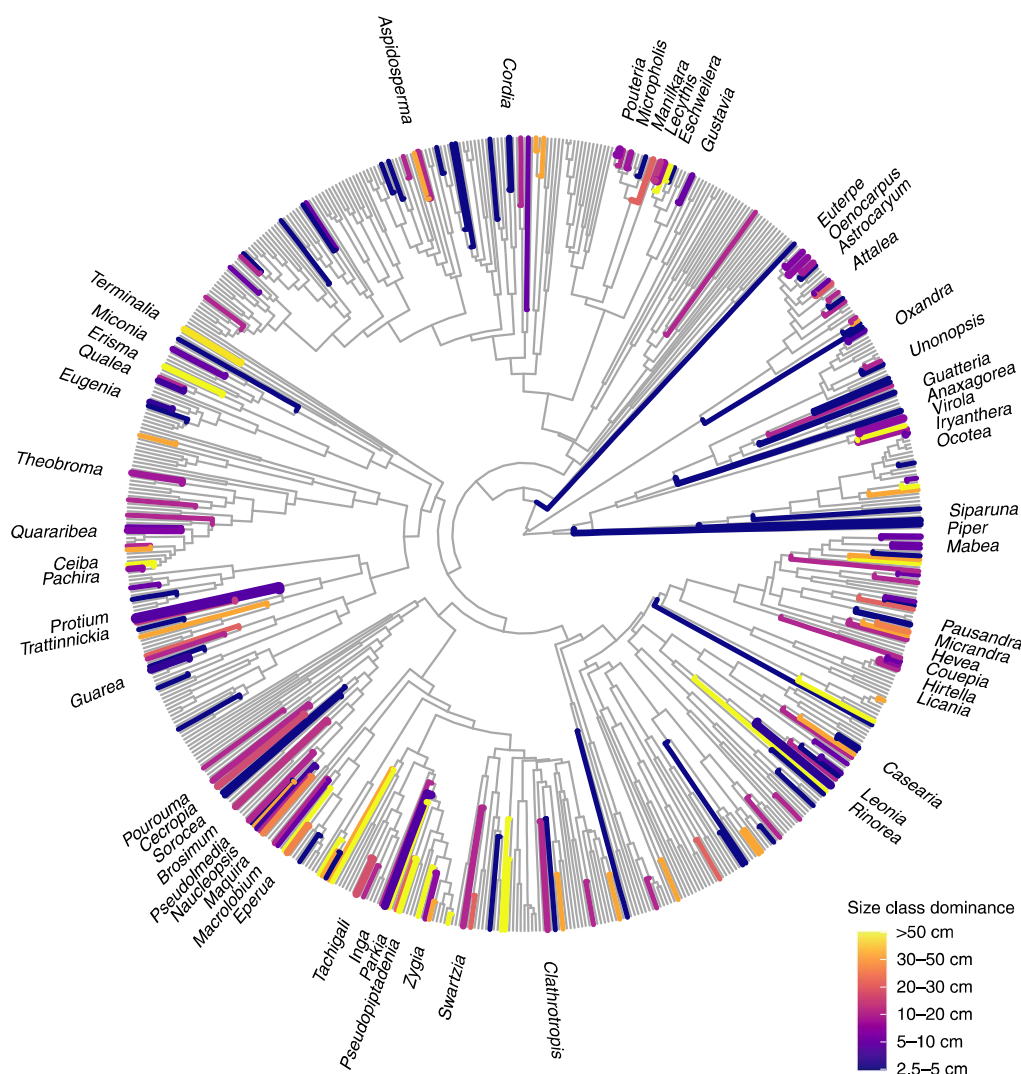 Aspidosperma
Cordia
Pouteria
Micropholis
Manilkara
Lecythis
Eschweilera
Gustavia
Euterpe
Oenocarpus
Astrocaryum
Attalea
Oxandra
Unonopsis
Guatteria
Anaxagorea
Virola
Iryanthera
Ocotea
Siparuna
Piper
Mabea
Pausandra
Micrandra
Hevea
Couepia
Hirtella
Licania
Casearia
Leonia
Rinorea
Clathrotropis
Swartzia
Zygia
Pseudopiptadenia
Parkia
Inga
Tachigali
Eperua
Macrolobium
Maquira
Naucleopsis
Pseudolmedia
Brosimum
Sorocea
Cecropia
Pourouma
Guarea
Trattinnickia
Protium
Pachira
Ceiba
Quararibea
Theobroma
Eugenia
Qualea
Erisma
Miconia
Terminalia
Size class dominance
>50 cm
30–50 cm
20–30 cm
10–20 cm
5–10 cm
2.5–5 cm